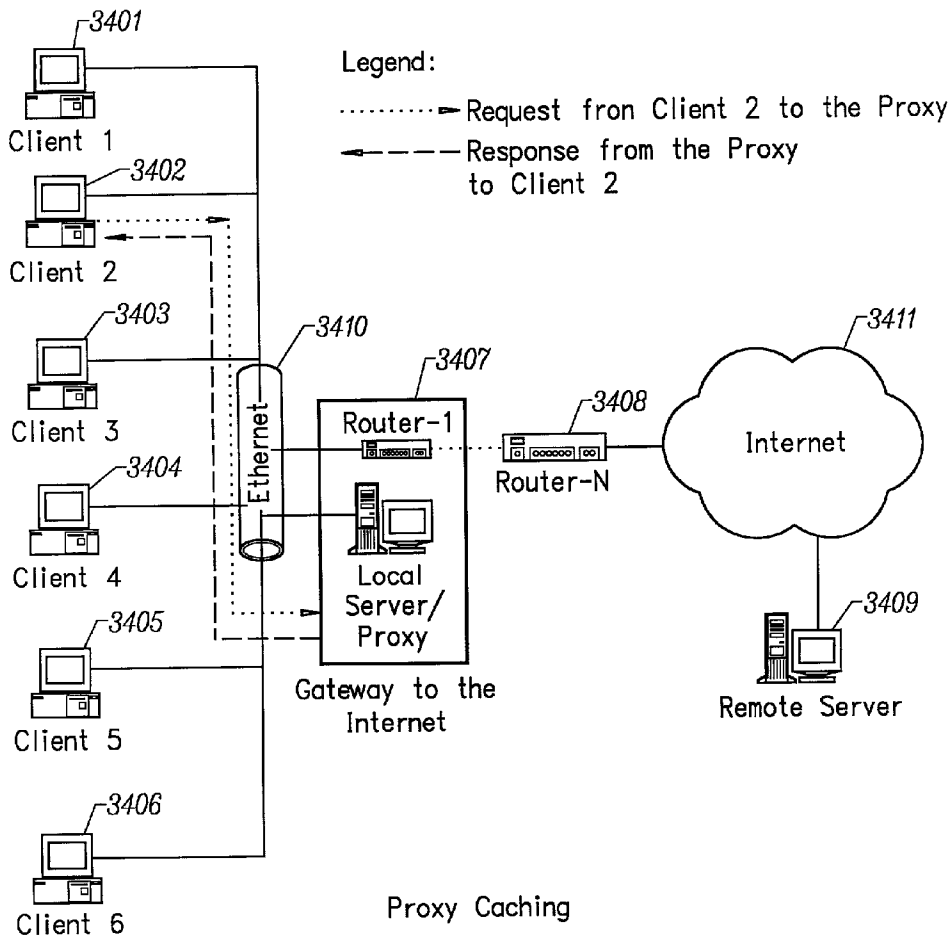 3401
Client 1
3402
Client 2
3403
Client 3
3404
Client 4
3405
Client 5
3406
Client 6
Legend:
Request fron Client 2 to the Proxy
Response from the Proxy
to Client 2
3410
Ethernet
3407
Router-1
Local
Server/
Proxy
Gateway to the
Internet
3408
Router-N
3411
Internet
3409
Remote Server
Proxy Caching